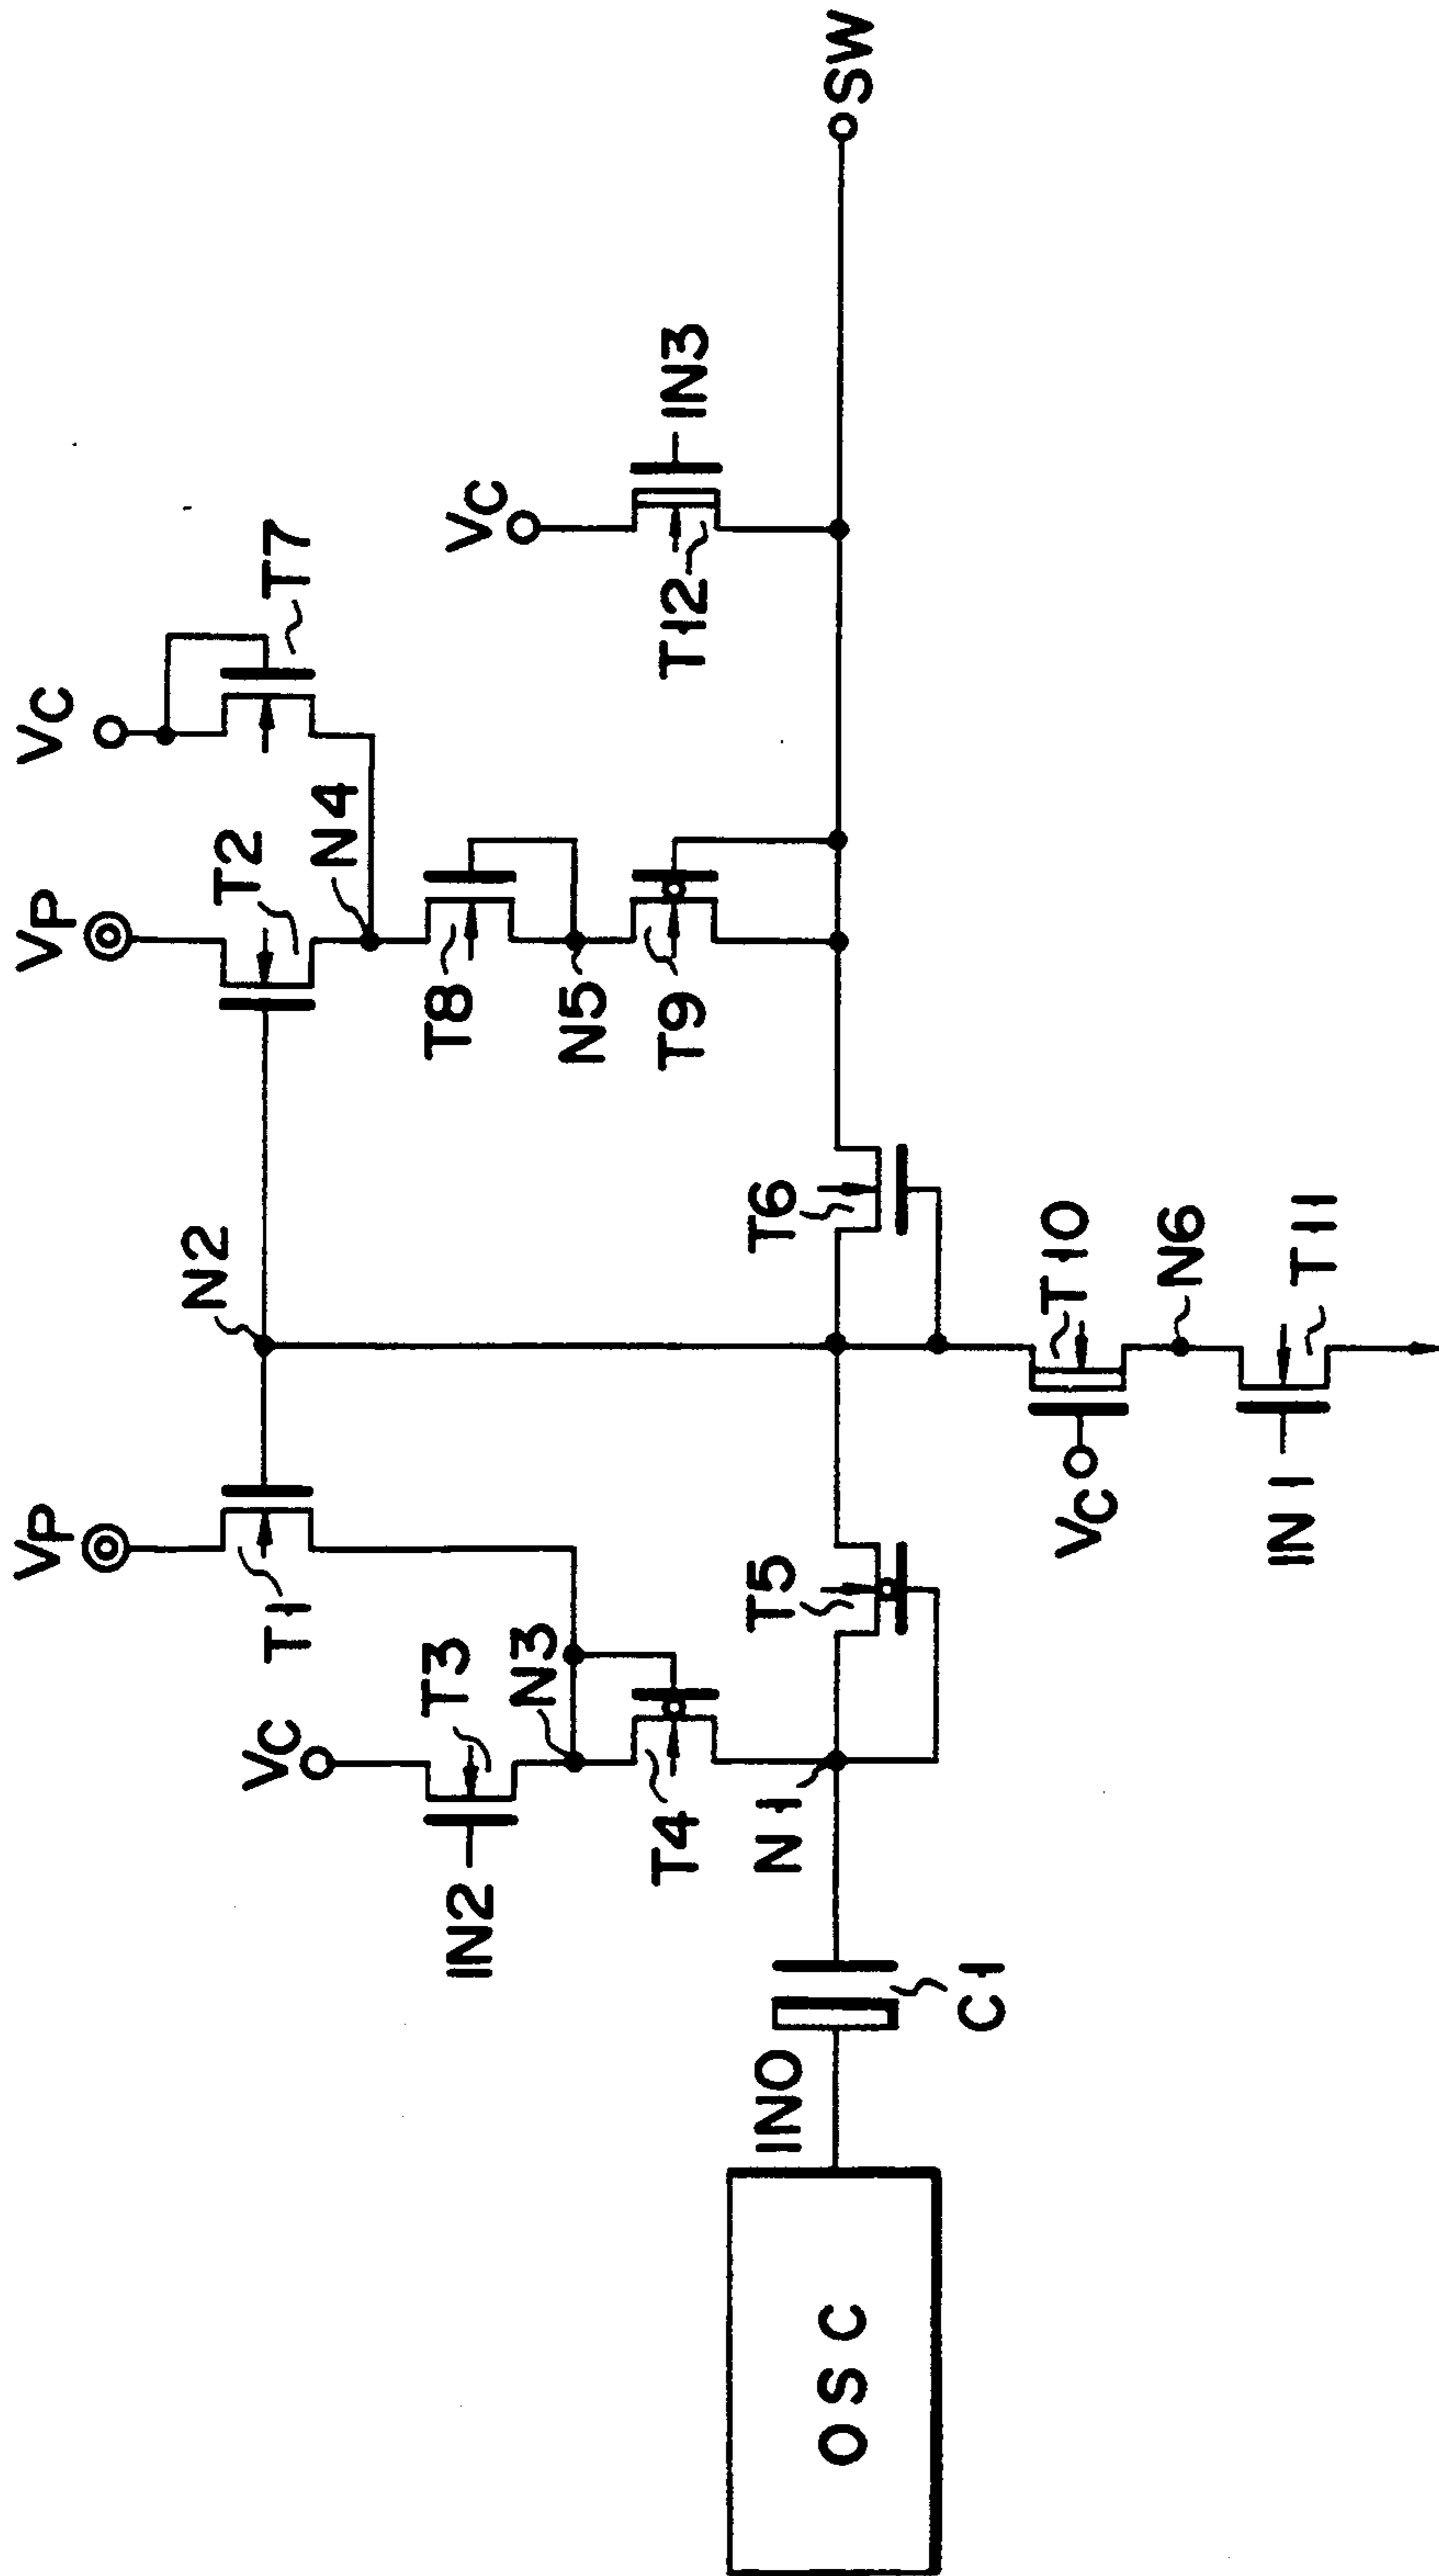 VP
VC
VP
VC
T1
T2
T7
N2
VC
T3
N3
N4
IN2
T8
N5
T4
T9
T12
IN3
VC
N1
T5
T6
SW
OSC
IN0
C1
VC
T10
N6
IN1
T11